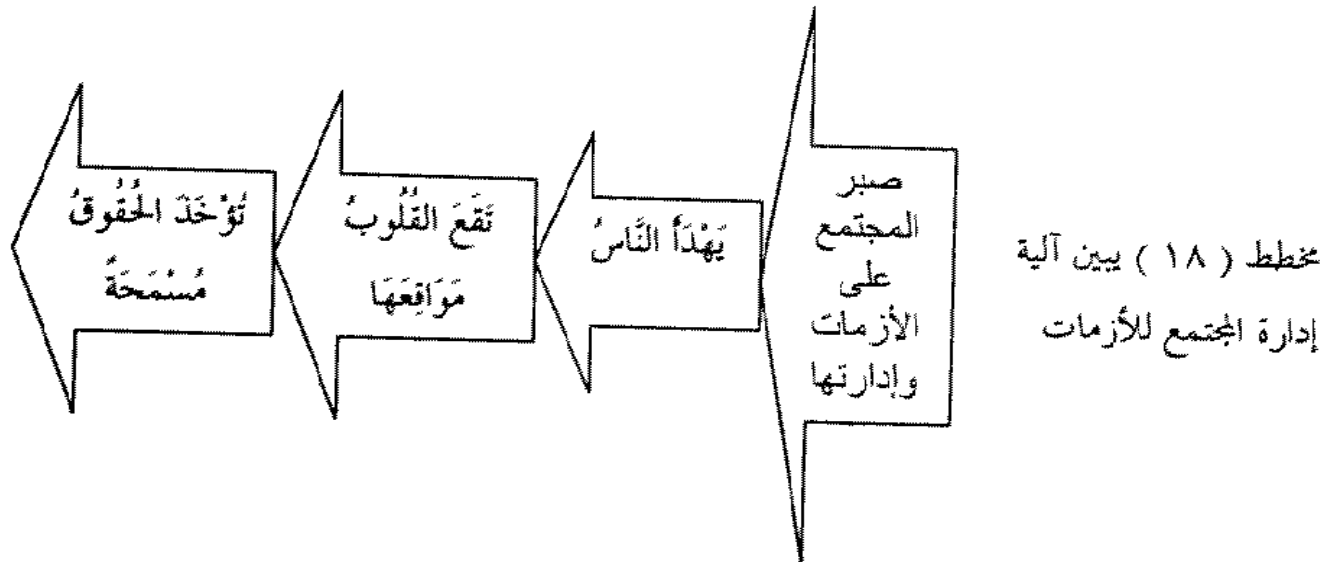 مخطط ( ١٨ ) يبين آلية
إدارة المجتمع للأزمات
صبر
المجتمع
على
الأزمات
وإدارتها
يَهْدَأَ النَّاسُ
تَقَعَ القُلُوبُ
مَوَاقِعَهَا
تُؤْخَذَ الحُقُوقُ
مُسْمَحَةً